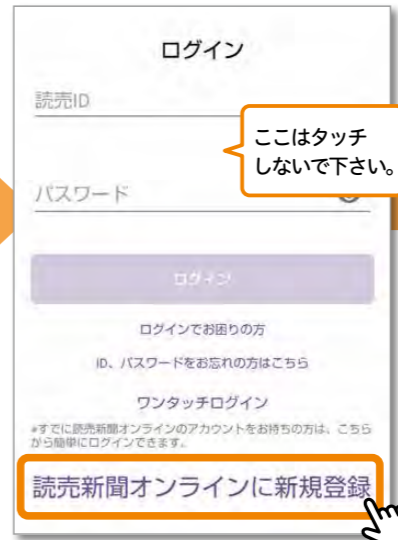 ログイン
読売ID
ここはタッチ
しないで下さい。
パスワード
ログイン
ログインでお困りの方
ID、パスワードをお忘れの方はこちら
ワンタッチログイン
*すでに読売新聞オンラインのアカウントをお持ちの方は、こちら
から簡単にログインできます。
読売新聞オンラインに新規登録